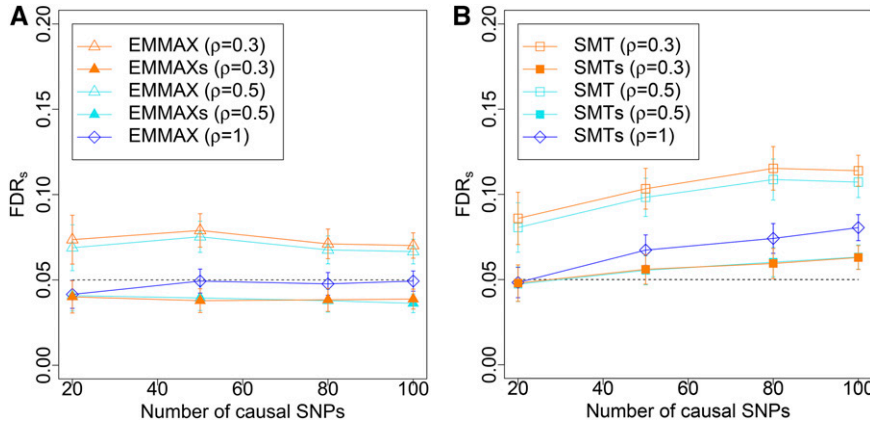 A
EMMAX (ρ=0.3)
EMMAXs (ρ=0.3)
EMMAX (ρ=0.5)
EMMAXs (ρ=0.5)
EMMAX (ρ=1)
0.20
0.15
0.10
0.05
0.00
FDRs
20
40
60
80
100
Number of causal SNPs
B
SMT (ρ=0.3)
SMTs (ρ=0.3)
SMT (ρ=0.5)
SMTs (ρ=0.5)
SMTs (ρ=1)
0.20
0.15
0.10
0.05
0.00
FDRs
20
40
60
80
100
Number of causal SNPs